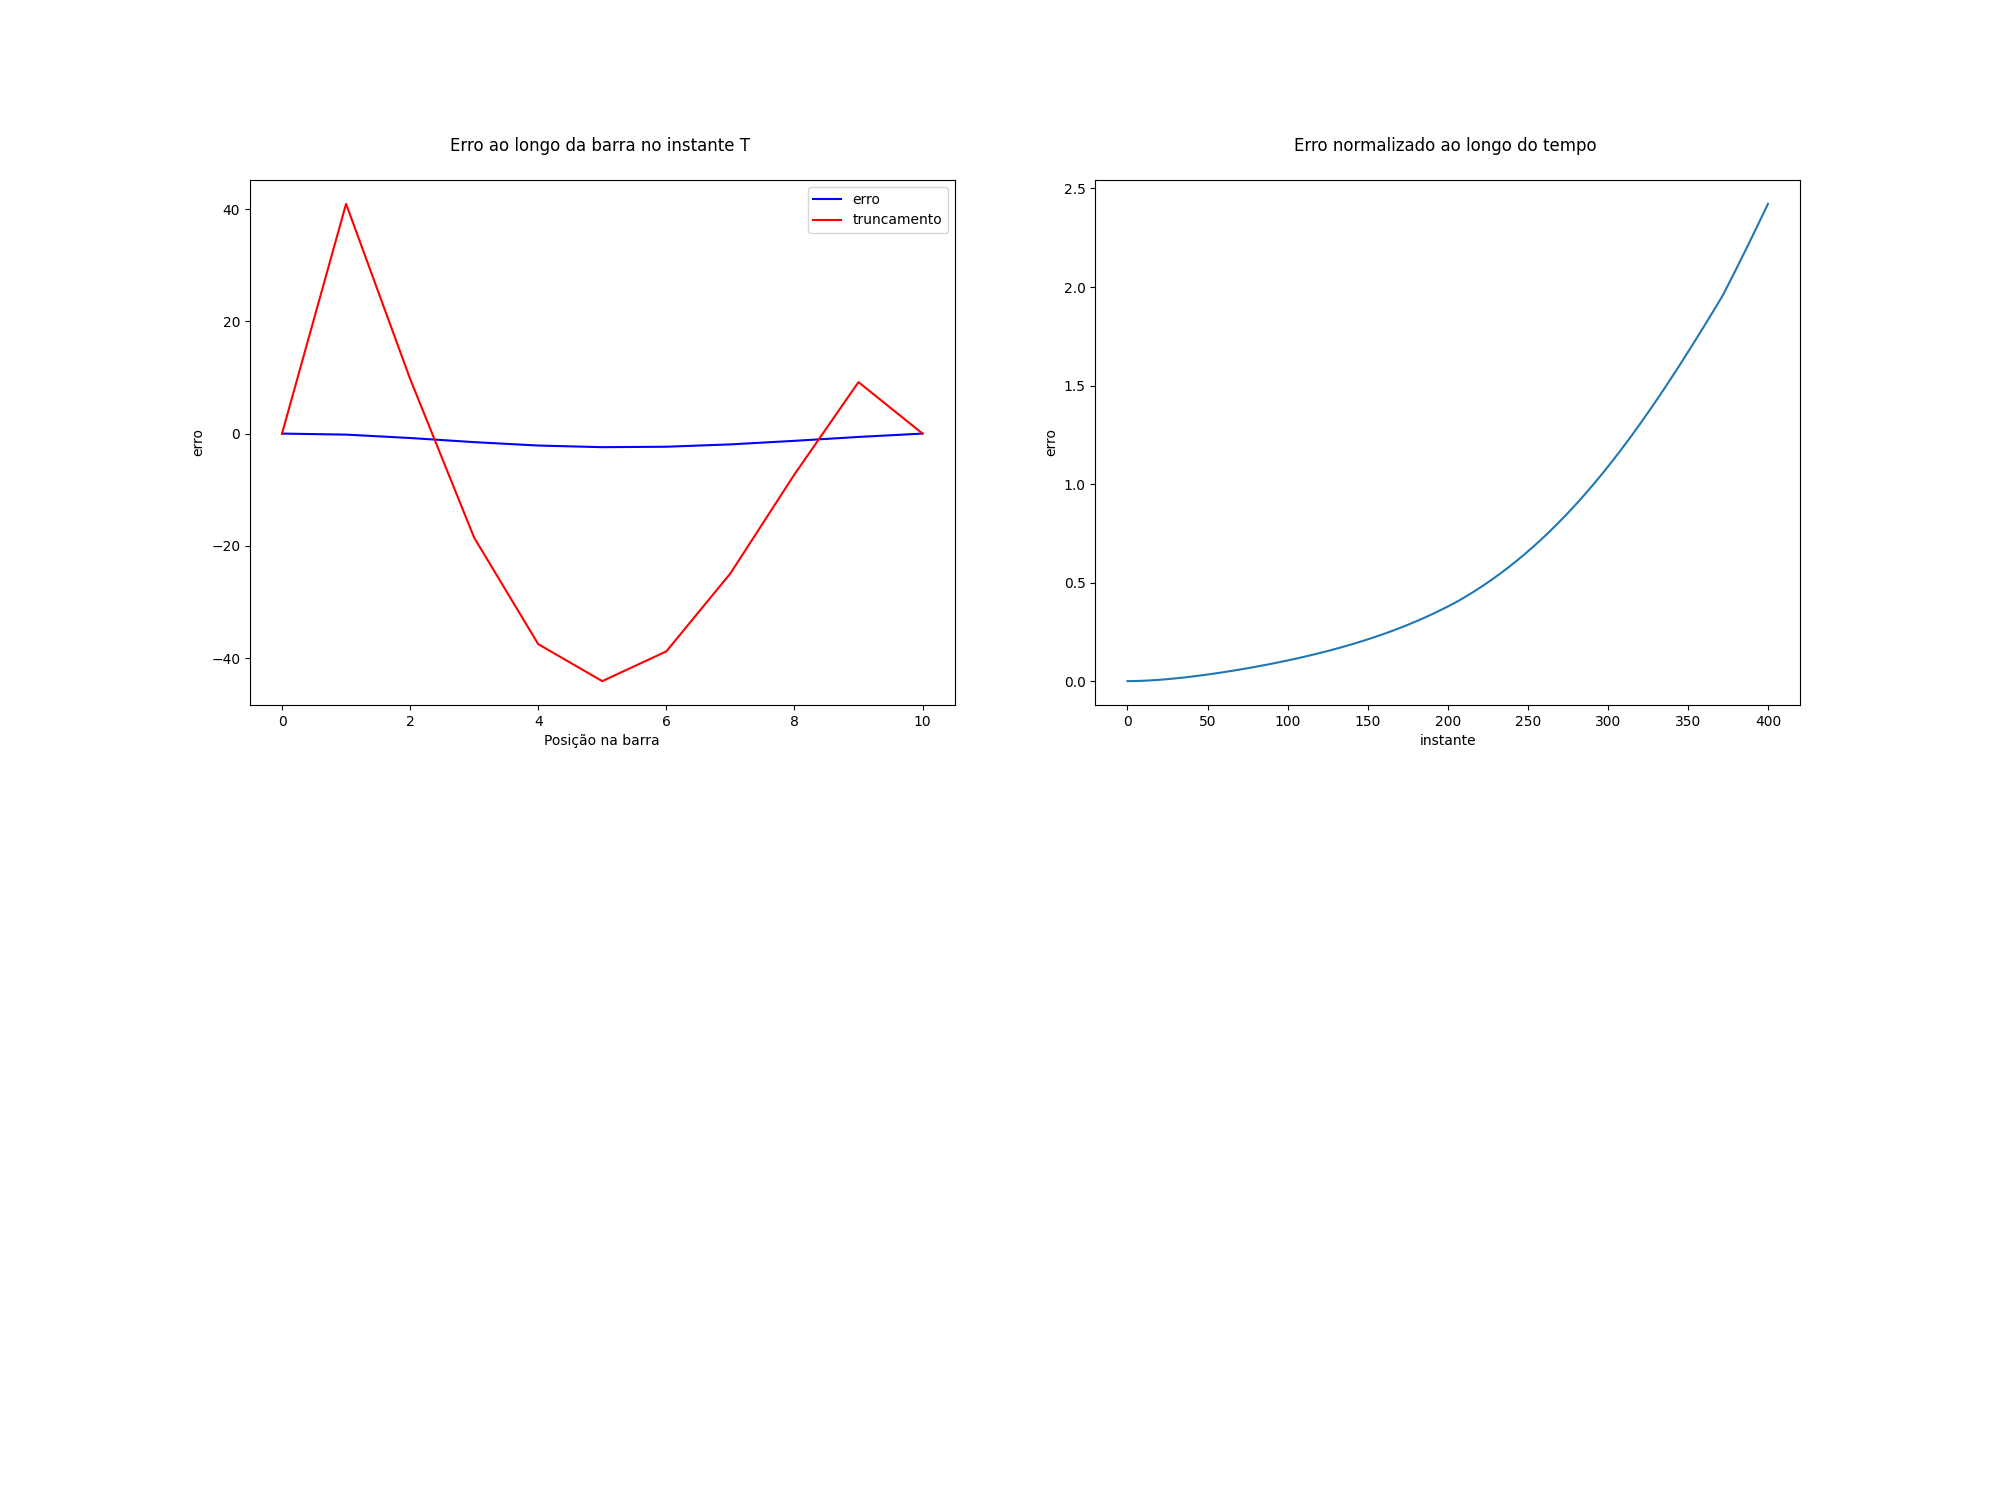 Erro ao longo da barra no instante T
erro
truncamento
40
20
0
−20
−40
erro
0 2 4 6 8 10
Posição na barra
Erro normalizado ao longo do tempo
2.5
2.0
1.5
1.0
0.5
0.0
erro
0 50 100 150 200 250 300 350 400
instante